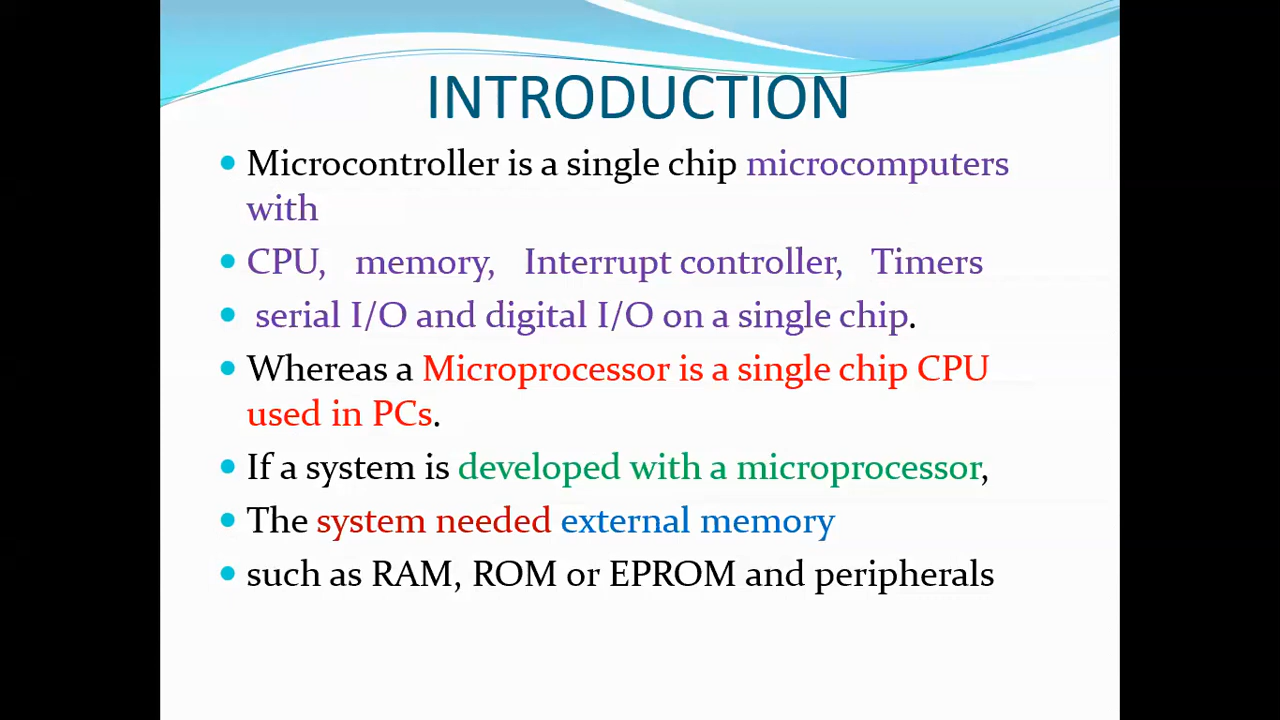 INTRODUCTION
• Microcontroller is a single chip microcomputers
with
• CPU, memory, Interrupt controller, Timers
• serial I/O and digital I/O on a single chip.
• Whereas a Microprocessor is a single chip CPU
used in PCs.
• If a system is developed with a microprocessor,
• The system needed external memory
• such as RAM, ROM or EPROM and peripherals